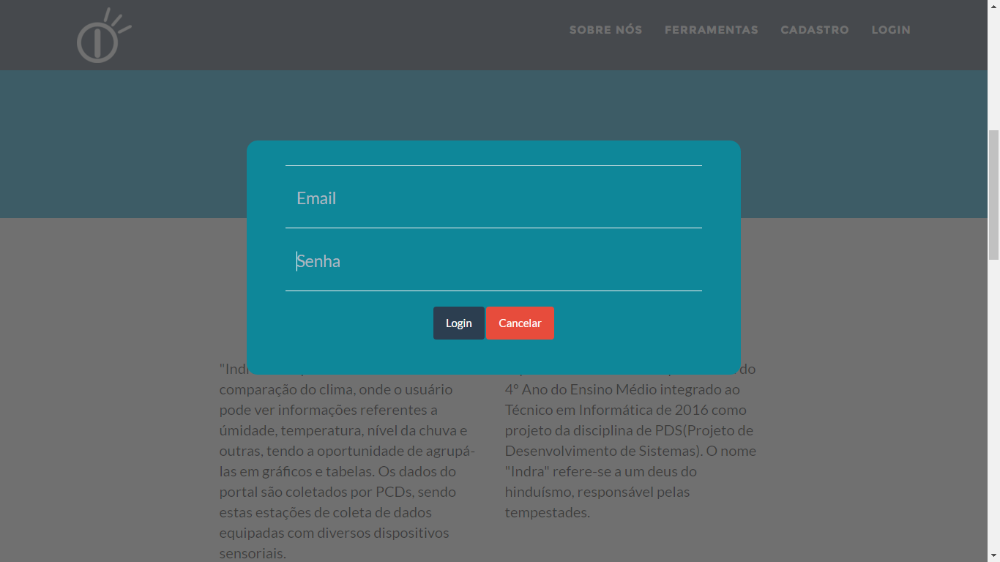 SOBRE NÓS FERRAMENTAS CADASTRO LOGIN
Email
Senha
Login Cancelar
comparação do clima, onde o usuário
pode ver informações referentes a
úmidade, temperatura, nível da chuva e
outras, tendo a oportunidade de agrupá-
las em gráficos e tabelas. Os dados do
portal são coletados por PCDs, sendo
estas estações de coleta de dados
equipadas com diversos dispositivos
sensoriais.
do
4º Ano do Ensino Médio integrado ao
Técnico em Informática de 2016 como
projeto da disciplina de PDS(Projeto de
Desenvolvimento de Sistemas). O nome
"Indra" refere-se a um deus do
hinduísmo, responsável pelas
tempestades.